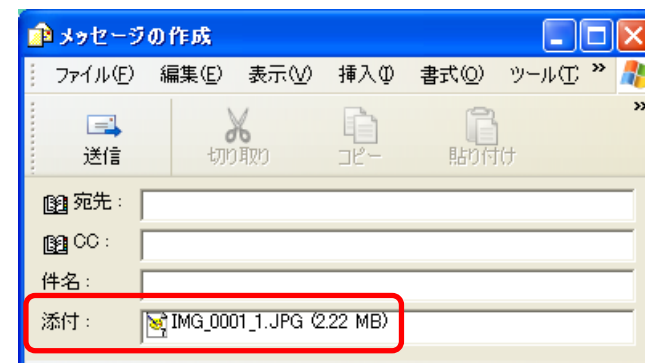 メッセージの作成
ファイル(F) 編集(E) 表示(V) 挿入(I) 書式(O) ツール(T) »
送信 切り取り コピー 貼り付け »
宛先:
CC:
件名:
添付: IMG_0001_1.JPG (2.22 MB)